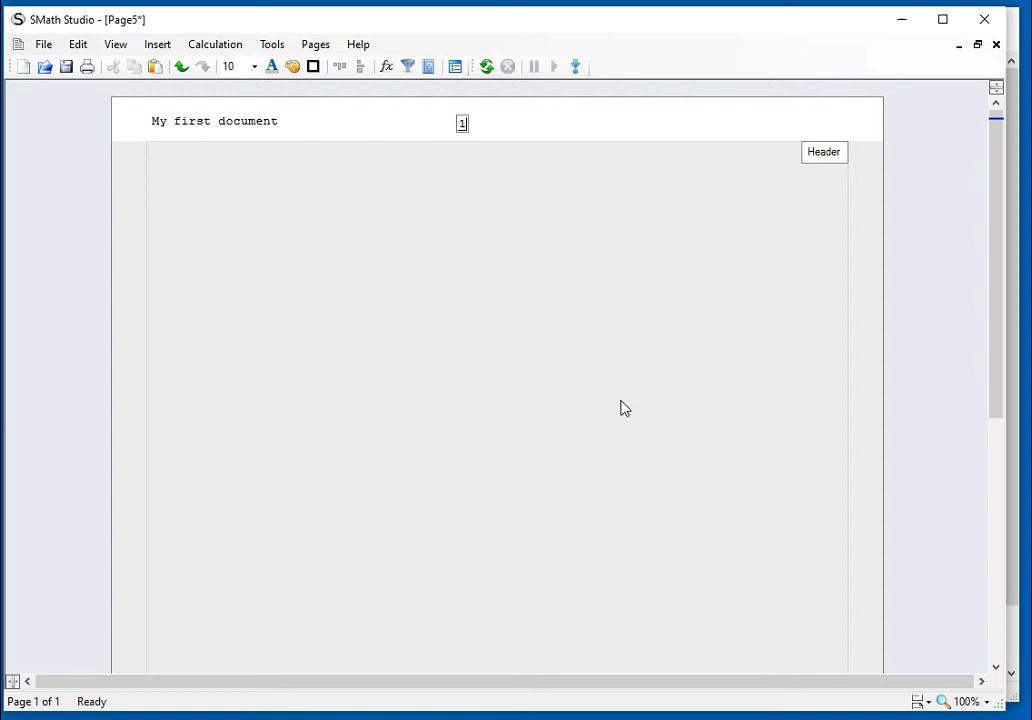 SMath Studio - [Page5*]
File Edit View Insert Calculation Tools Pages Help
10
My first document 1
Header
Page 1 of 1 Ready 100%